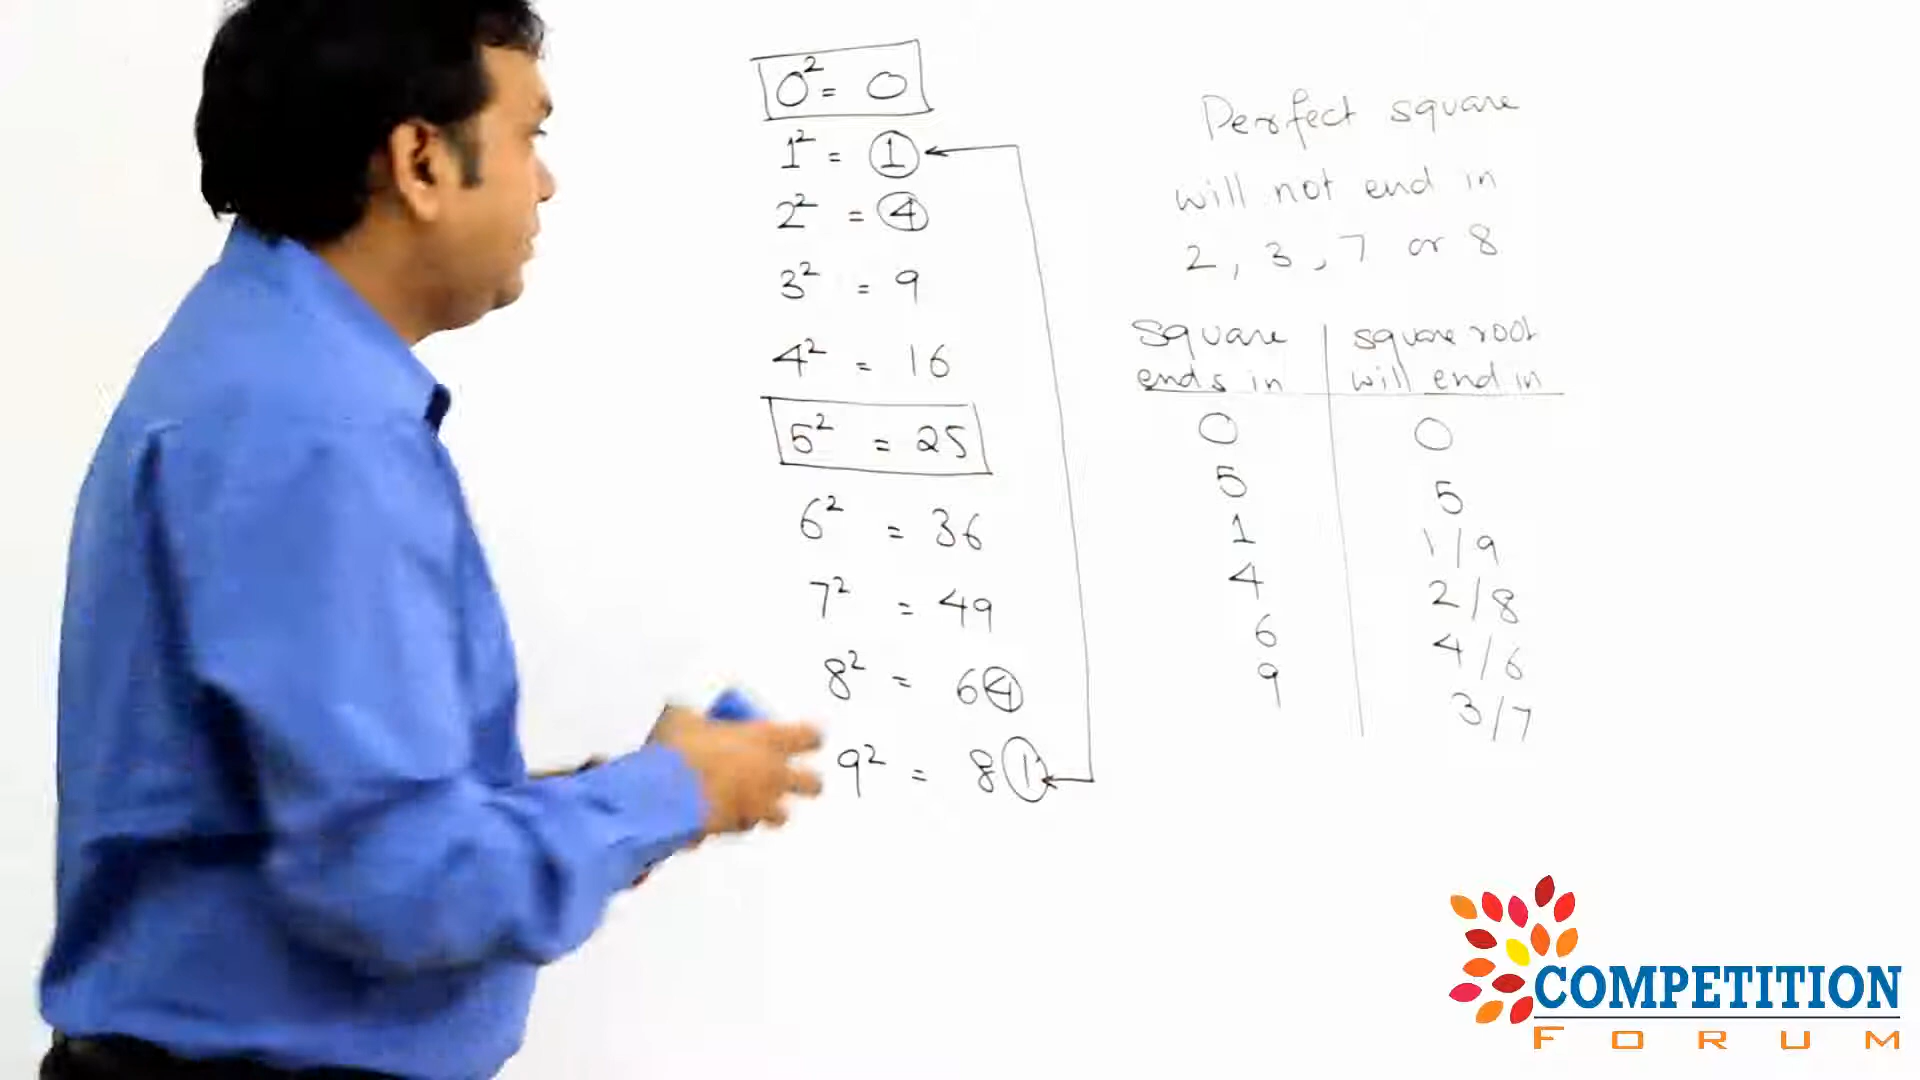 0² = 0
1² = 1
2² = 4
3² = 9
4² = 16
5² = 25
6² = 36
7² = 49
8² = 64
9² = 81
Perfect square
will not end in
2, 3, 7 or 8
square ends in | square root will end in
0 0
5 5
1 1/9
4 2/8
6 4/6
9 3/7
COMPETITION
FORUM